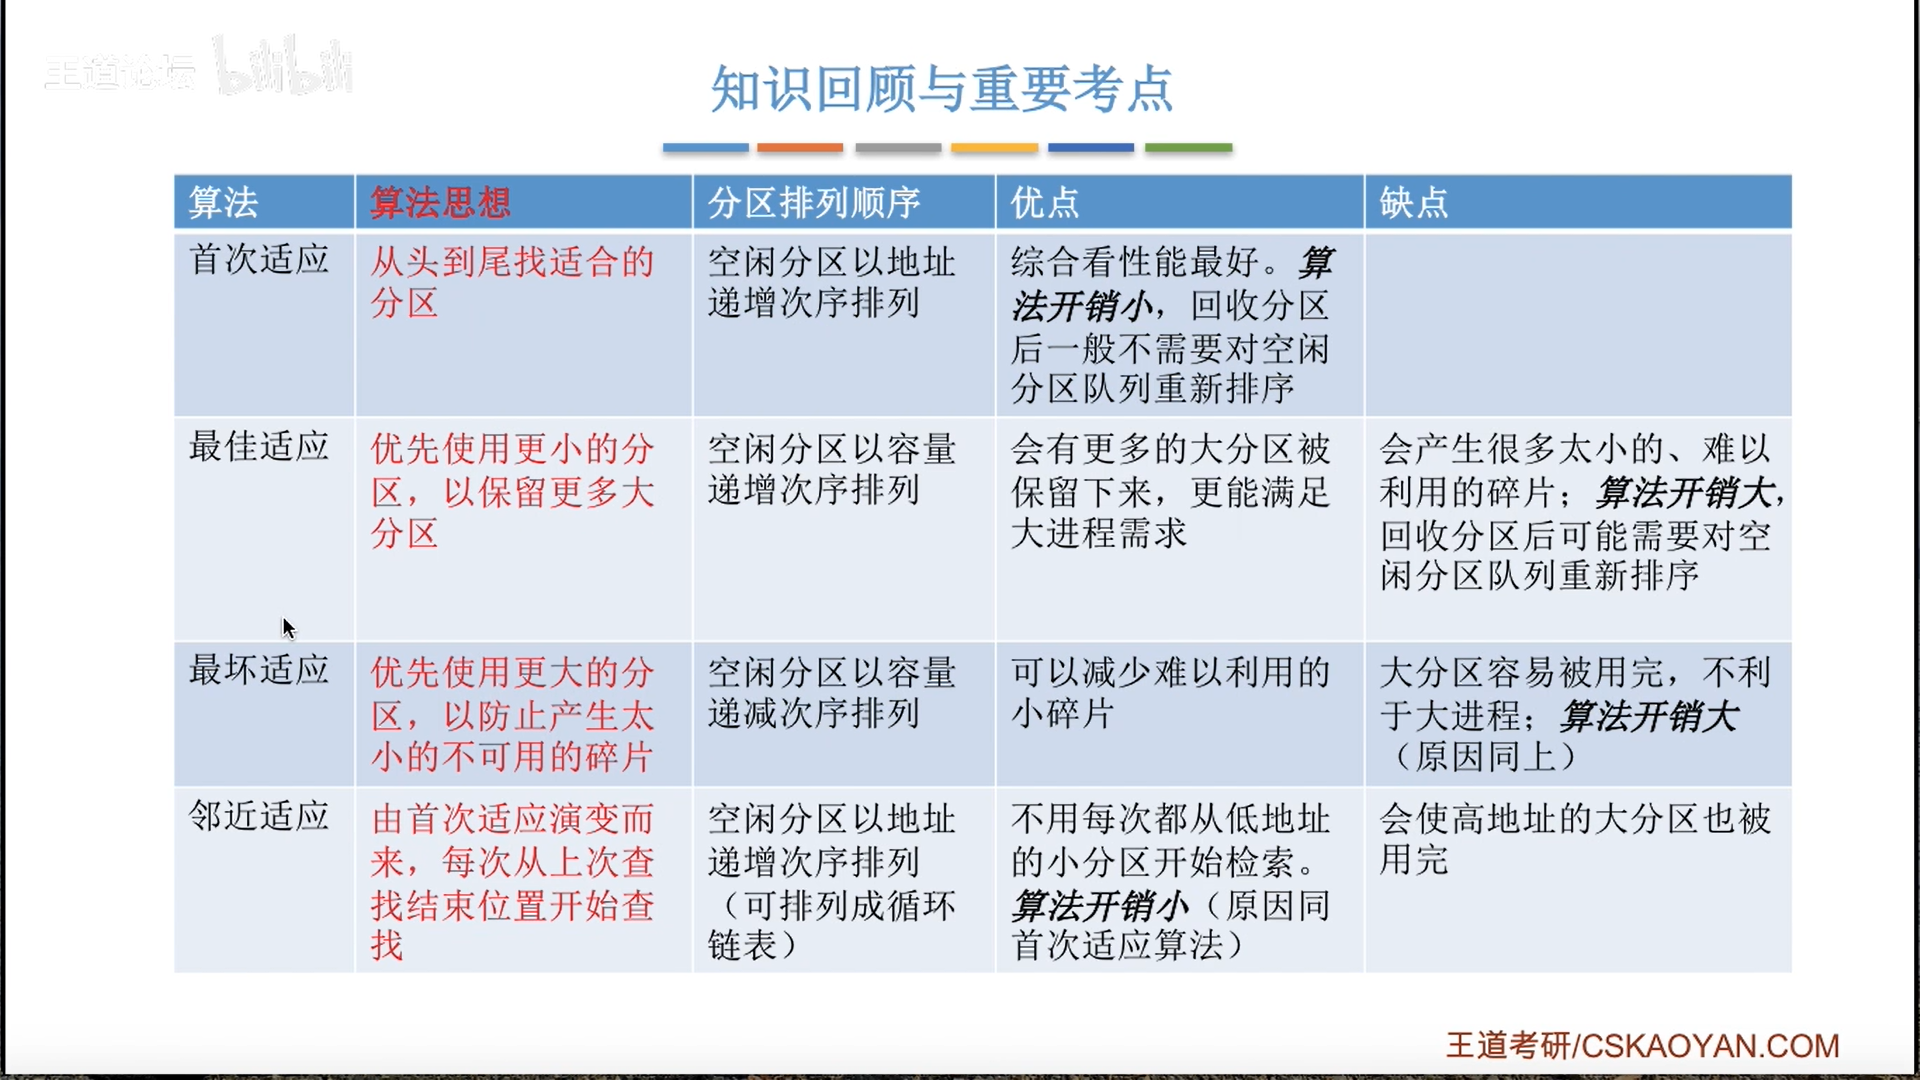 王道论坛 bilibili
知识回顾与重要考点
算法
算法思想
分区排列顺序
优点
缺点
首次适应
从头到尾找适合的
分区
空闲分区以地址
递增次序排列
综合看性能最好。算
法开销小，回收分区
后一般不需要对空闲
分区队列重新排序
最佳适应
优先使用更小的分
区，以保留更多大
分区
空闲分区以容量
递增次序排列
会有更多的大分区被
保留下来，更能满足
大进程需求
会产生很多太小的、难以
利用的碎片；算法开销大，
回收分区后可能需要对空
闲分区队列重新排序
最坏适应
优先使用更大的分
区，以防止产生太
小的不可用的碎片
空闲分区以容量
递减次序排列
可以减少难以利用的
小碎片
大分区容易被用完，不利
于大进程；算法开销大
（原因同上）
邻近适应
由首次适应演变而
来，每次从上次查
找结束位置开始查
找
空闲分区以地址
递增次序排列
（可排列成循环
链表）
不用每次都从低地址
的小分区开始检索。
算法开销小（原因同
首次适应算法）
会使高地址的大分区也被
用完
王道考研/CSKAOYAN.COM